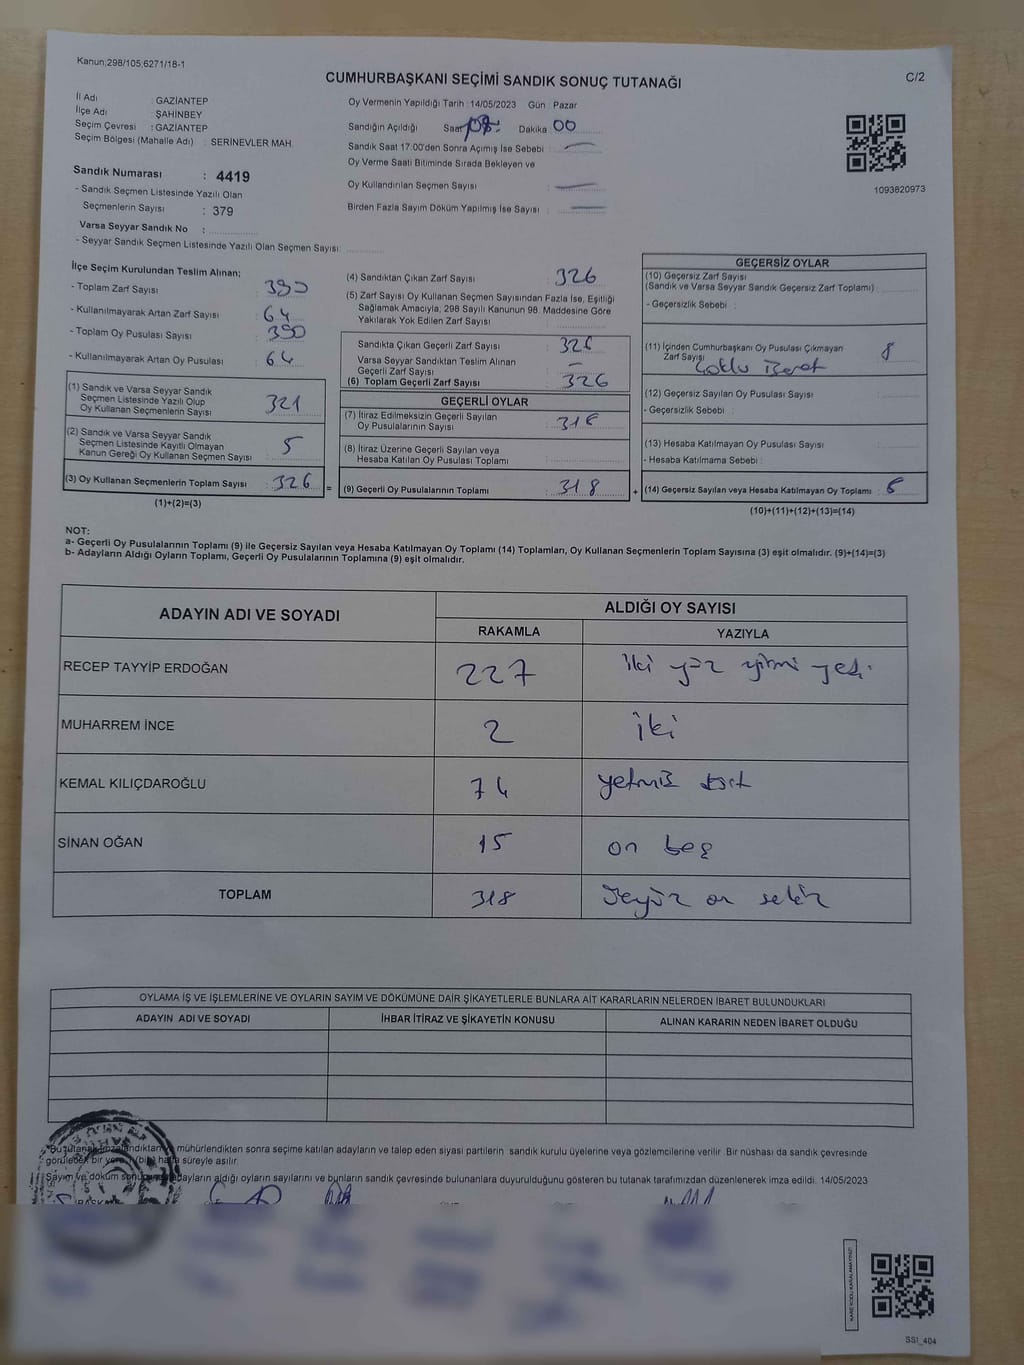 Kanun;298/105;6271/18-1
CUMHURBAŞKANI SEÇİMİ SANDIK SONUÇ TUTANAĞI
C/2
İl Adı : GAZİANTEP
İlçe Adı : ŞAHİNBEY
Seçim Çevresi : GAZİANTEP
Seçim Bölgesi (Mahalle Adı) : SERİNEVLER MAH.
Sandık Numarası : 4419
- Sandık Seçmen Listesinde Yazılı Olan
Seçmenlerin Sayısı : 379
Varsa Seyyar Sandık No :
- Seyyar Sandık Seçmen Listesinde Yazılı Olan Seçmen Sayısı:
Oy Vermenin Yapıldığı Tarih :14/05/2023 Gün : Pazar
Sandığın Açıldığı Saat 08: Dakika 00
Sandık Saat 17.00'den Sonra Açımış İse Sebebi :
Oy Verme Saati Bitiminde Sırada Bekleyen ve
Oy Kullandırılan Seçmen Sayısı :
Birden Fazla Sayım Döküm Yapılmış İse Sayısı :
1093820973
İlçe Seçim Kurulundan Teslim Alınan;
- Toplam Zarf Sayısı : 390
- Kullanılmayarak Artan Zarf Sayısı : 64
- Toplam Oy Pusulası Sayısı : 390
- Kullanılmayarak Artan Oy Pusulası : 64
(1) Sandık ve Varsa Seyyar Sandık
Seçmen Listesinde Yazılı Olup
Oy Kullanan Seçmenlerin Sayısı : 321
(2) Sandık ve Varsa Seyyar Sandık
Seçmen Listesinde Kayıtlı Olmayan
Kanun Gereği Oy Kullanan Seçmen Sayısı : 5
(3) Oy Kullanan Seçmenlerin Toplam Sayısı : 326
(1)+(2)=(3)
=
(4) Sandıktan Çıkan Zarf Sayısı : 326
(5) Zarf Sayısı Oy Kullanan Seçmen Sayısından Fazla İse, Eşitliği
Sağlamak Amacıyla, 298 Sayılı Kanunun 98. Maddesine Göre
Yakılarak Yok Edilen Zarf Sayısı :
Sandıkta Çıkan Geçerli Zarf Sayısı : 326
Varsa Seyyar Sandıktan Teslim Alınan
Geçerli Zarf Sayısı : –
(6) Toplam Geçerli Zarf Sayısı : 326
GEÇERLİ OYLAR
(7) İtiraz Edilmeksizin Geçerli Sayılan
Oy Pusulalarının Sayısı : 318
(8) İtiraz Üzerine Geçerli Sayılan veya
Hesaba Katılan Oy Pusulası Toplamı :
(9) Geçerli Oy Pusulalarının Toplamı : 318
+
GEÇERSİZ OYLAR
(10) Geçersiz Zarf Sayısı
(Sandık ve Varsa Seyyar Sandık Geçersiz Zarf Toplamı) :
- Geçersizlik Sebebi :
(11) İçinden Cumhurbaşkanı Oy Pusulası Çıkmayan
Zarf Sayısı : 8
(12) Geçersiz Sayılan Oy Pusulası Sayısı :
- Geçersizlik Sebebi :
(13) Hesaba Katılmayan Oy Pusulası Sayısı :
- Hesaba Katılmama Sebebi :
(14) Geçersiz Sayılan veya Hesaba Katılmayan Oy Toplamı :
(10)+(11)+(12)+(13)=(14)
NOT:
a- Geçerli Oy Pusulalarının Toplamı (9) ile Geçersiz Sayılan veya Hesaba Katılmayan Oy Toplamı (14) Toplamları, Oy Kullanan Seçmenlerin Toplam Sayısına (3) eşit olmalıdır. (9)+(14)=(3)
b- Adayların Aldığı Oyların Toplamı, Geçerli Oy Pusulalarının Toplamına (9) eşit olmalıdır.
ADAYIN ADI VE SOYADI
ALDIĞI OY SAYISI
RAKAMLA YAZIYLA
RECEP TAYYİP ERDOĞAN 227 iki yüz yirmi yedi
MUHARREM İNCE 2 iki
KEMAL KILIÇDAROĞLU 74 yetmiş dört
SİNAN OĞAN 15 on beş
TOPLAM 318 üçyüz on sekiz
OYLAMA İŞ VE İŞLEMLERİNE VE OYLARIN SAYIM VE DÖKÜMÜNE DAİR ŞİKAYETLERLE BUNLARA AİT KARARLARIN NELERDEN İBARET BULUNDUKLARI
ADAYIN ADI VE SOYADI İHBAR İTİRAZ VE ŞİKAYETİN KONUSU ALINAN KARARIN NEDEN İBARET OLDUĞU
mühürlendikten sonra seçime katılan adayların ve talep eden siyasi partilerin sandık kurulu üyelerine veya gözlemcilerine verilir. Bir nüshası da sandık çevresinde
süreyle asılır.
Sayım ve döküm adayların aldığı oyların sayılarını ve bunların sandık çevresinde bulunanlara duyurulduğunu gösteren bu tutanak tarafımızdan düzenlenerek imza edildi. 14/05/2023
SSI_404